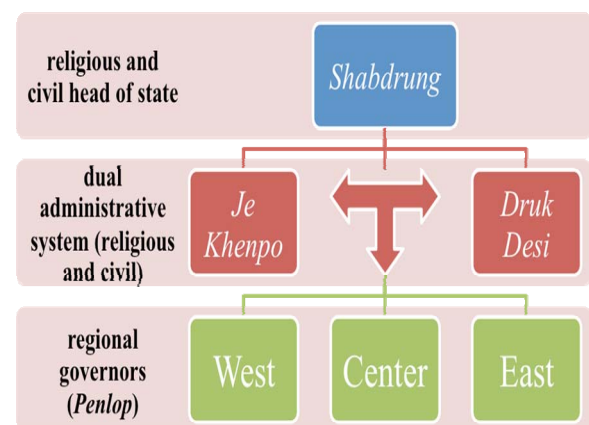 religious and
civil head of state
Shabdrung
dual
administrative
system (religious
and civil)
Je
Khenpo
Druk
Desi
regional
governors
(Penlop)
West
Center
East